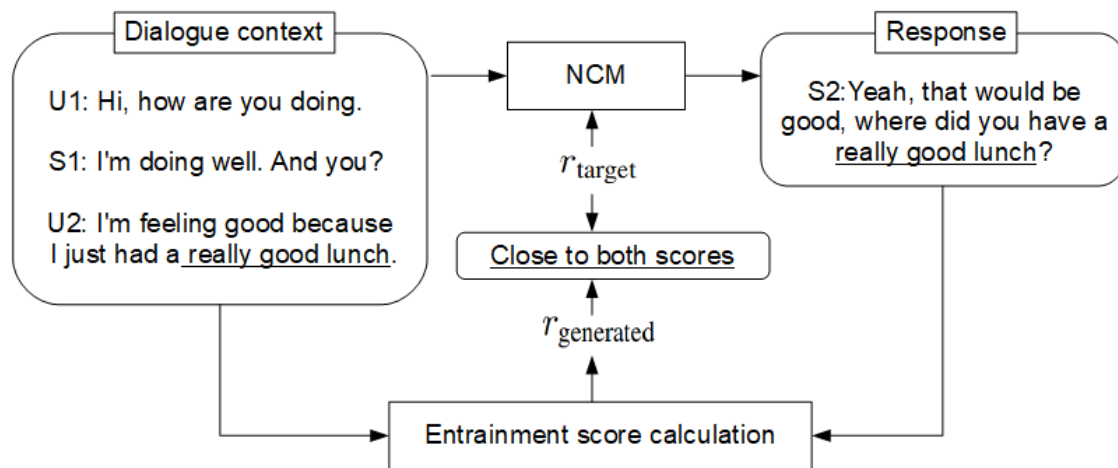 Dialogue context
U1: Hi, how are you doing.
S1: I'm doing well. And you?
U2: I'm feeling good because
I just had a really good lunch.
NCM
Response
S2:Yeah, that would be
good, where did you have a
really good lunch?
r_target
Close to both scores
r_generated
Entrainment score calculation